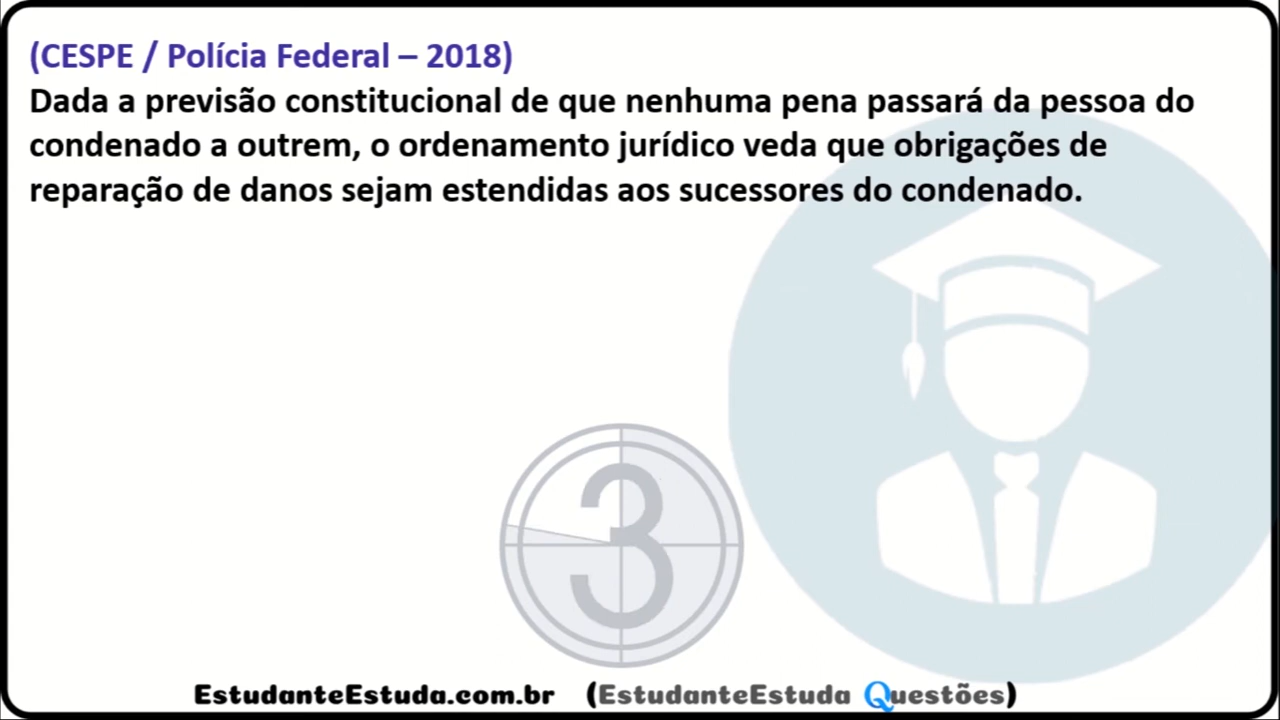 (CESPE / Polícia Federal – 2018)
Dada a previsão constitucional de que nenhuma pena passará da pessoa do
condenado a outrem, o ordenamento jurídico veda que obrigações de
reparação de danos sejam estendidas aos sucessores do condenado.
3
EstudanteEstuda.com.br (EstudanteEstuda Questões)